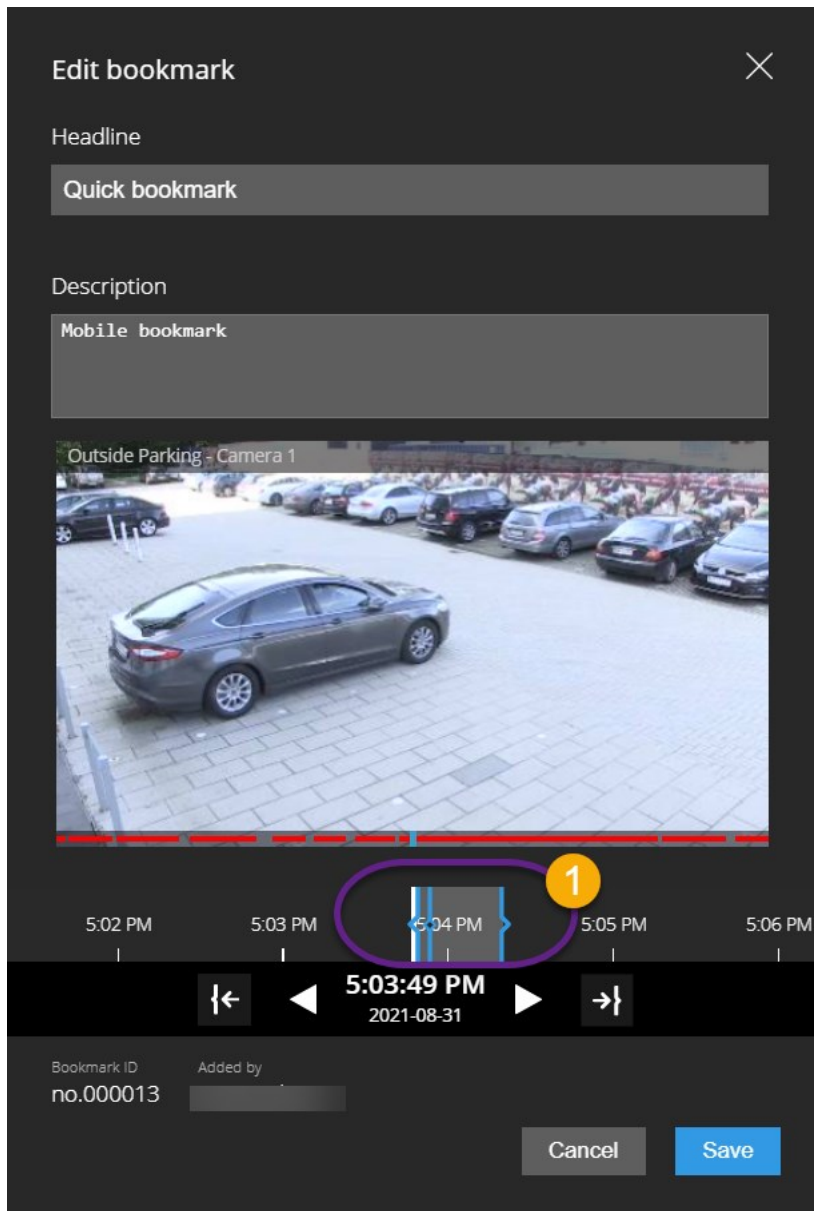 Edit bookmark
Headline
Quick bookmark
Description
Mobile bookmark
Outside Parking - Camera 1
1
5:02 PM 5:03 PM 5:04 PM 5:05 PM 5:06 PM
5:03:49 PM
2021-08-31
Bookmark ID Added by
no.000013
Cancel Save